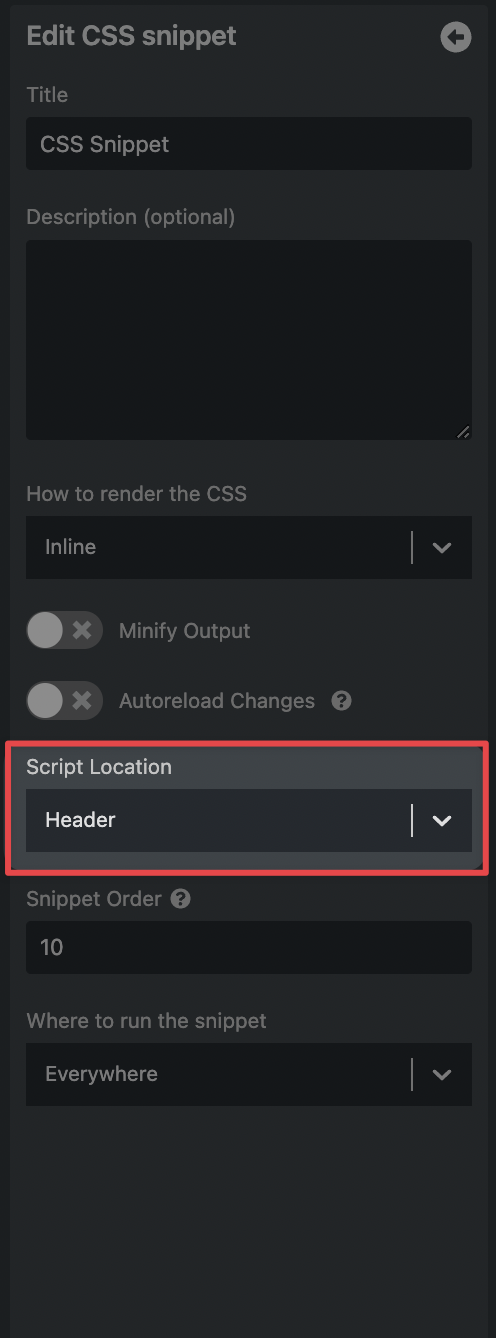 Edit CSS snippet
Title
CSS Snippet
Description (optional)
How to render the CSS
Inline
Minify Output
Autoreload Changes ?
Script Location
Header
Snippet Order ?
10
Where to run the snippet
Everywhere